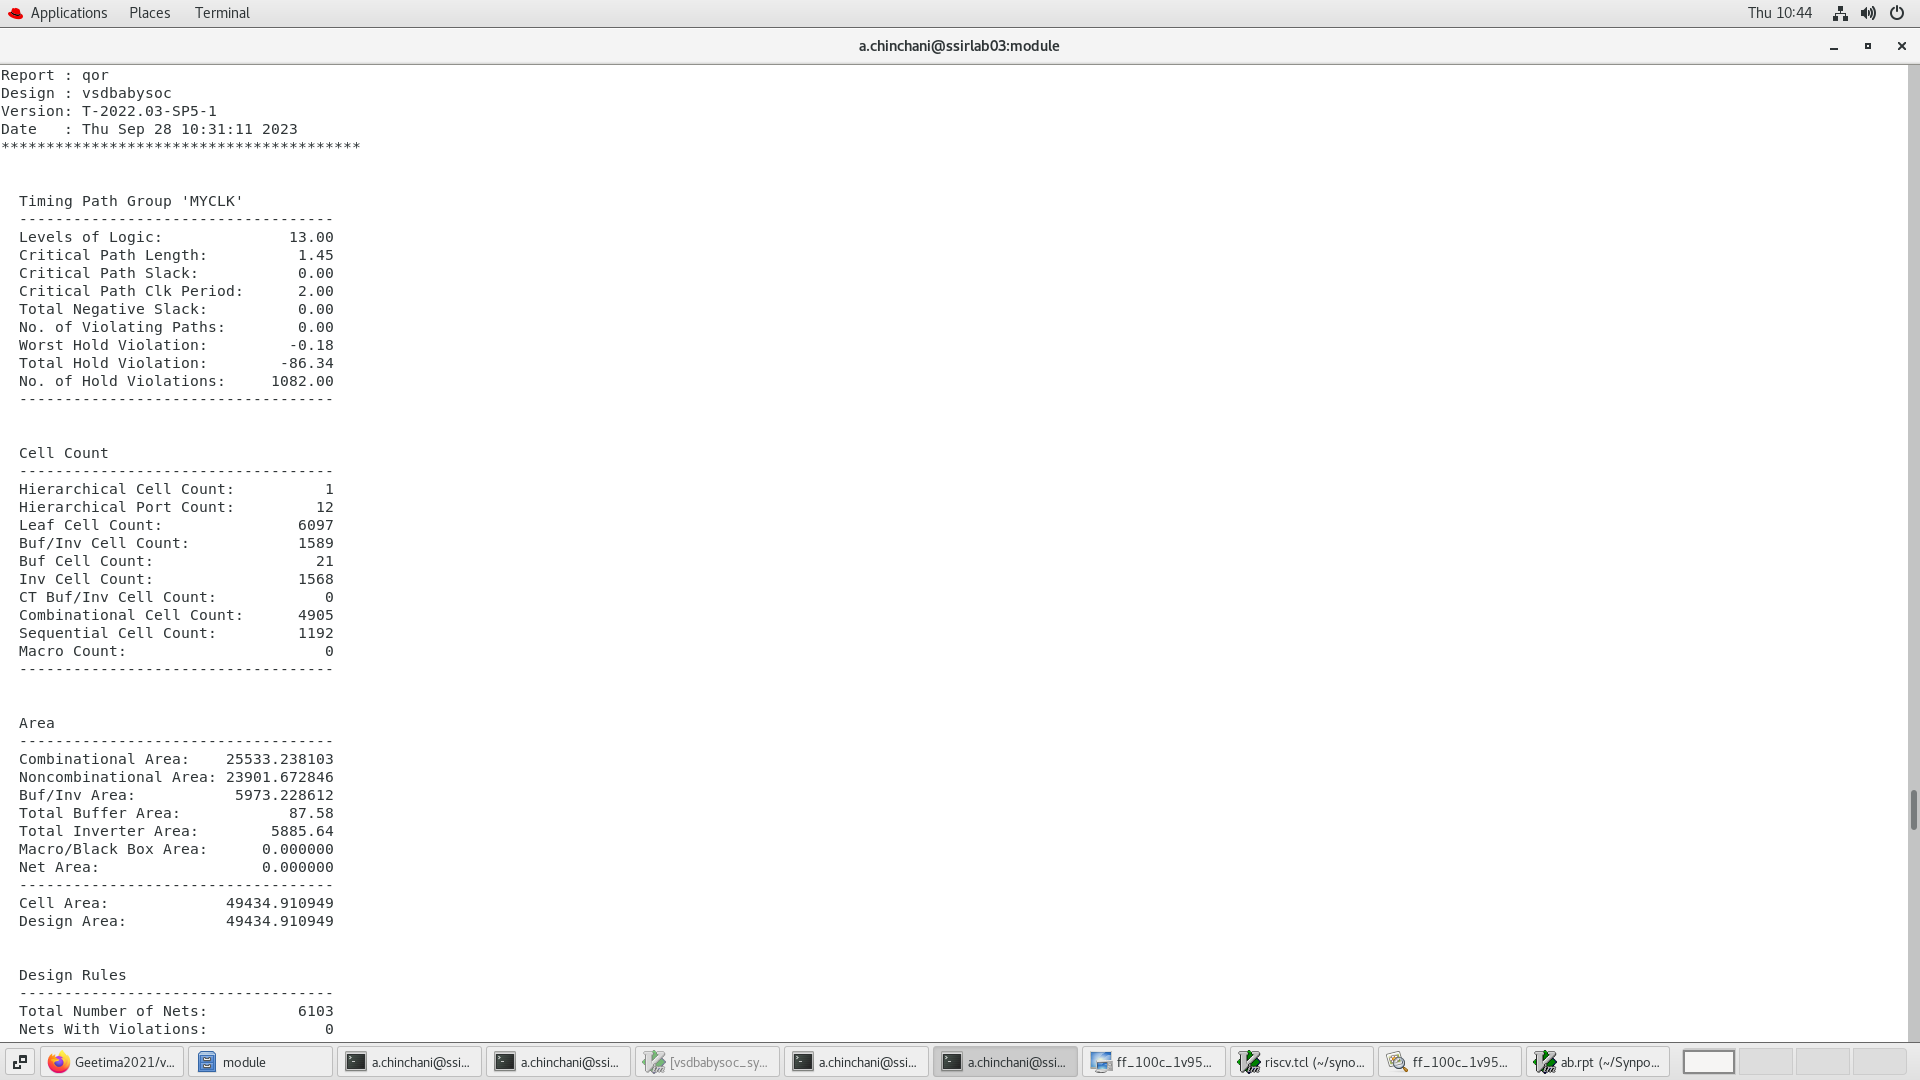 Applications Places Terminal Thu 10:44
a.chinchani@ssirlab03:module
Report : qor
Design : vsdbabysoc
Version: T-2022.03-SP5-1
Date   : Thu Sep 28 10:31:11 2023
****************************************
Timing Path Group 'MYCLK'
-----------------------------------
Levels of Logic:              13.00
Critical Path Length:          1.45
Critical Path Slack:           0.00
Critical Path Clk Period:      2.00
Total Negative Slack:          0.00
No. of Violating Paths:        0.00
Worst Hold Violation:         -0.18
Total Hold Violation:        -86.34
No. of Hold Violations:     1082.00
-----------------------------------
Cell Count
-----------------------------------
Hierarchical Cell Count:          1
Hierarchical Port Count:         12
Leaf Cell Count:               6097
Buf/Inv Cell Count:            1589
Buf Cell Count:                  21
Inv Cell Count:                1568
CT Buf/Inv Cell Count:            0
Combinational Cell Count:      4905
Sequential Cell Count:         1192
Macro Count:                      0
-----------------------------------
Area
-----------------------------------
Combinational Area:    25533.238103
Noncombinational Area: 23901.672846
Buf/Inv Area:           5973.228612
Total Buffer Area:            87.58
Total Inverter Area:        5885.64
Macro/Black Box Area:      0.000000
Net Area:                  0.000000
-----------------------------------
Cell Area:             49434.910949
Design Area:           49434.910949
Design Rules
-----------------------------------
Total Number of Nets:          6103
Nets With Violations:             0
Geetima2021/v... module a.chinchani@ssi... a.chinchani@ssi... [vsdbabysoc_sy... a.chinchani@ssi... a.chinchani@ssi... ff_100c_1v95... riscv.tcl (~/syno... ff_100c_1v95... ab.rpt (~/Synpo...